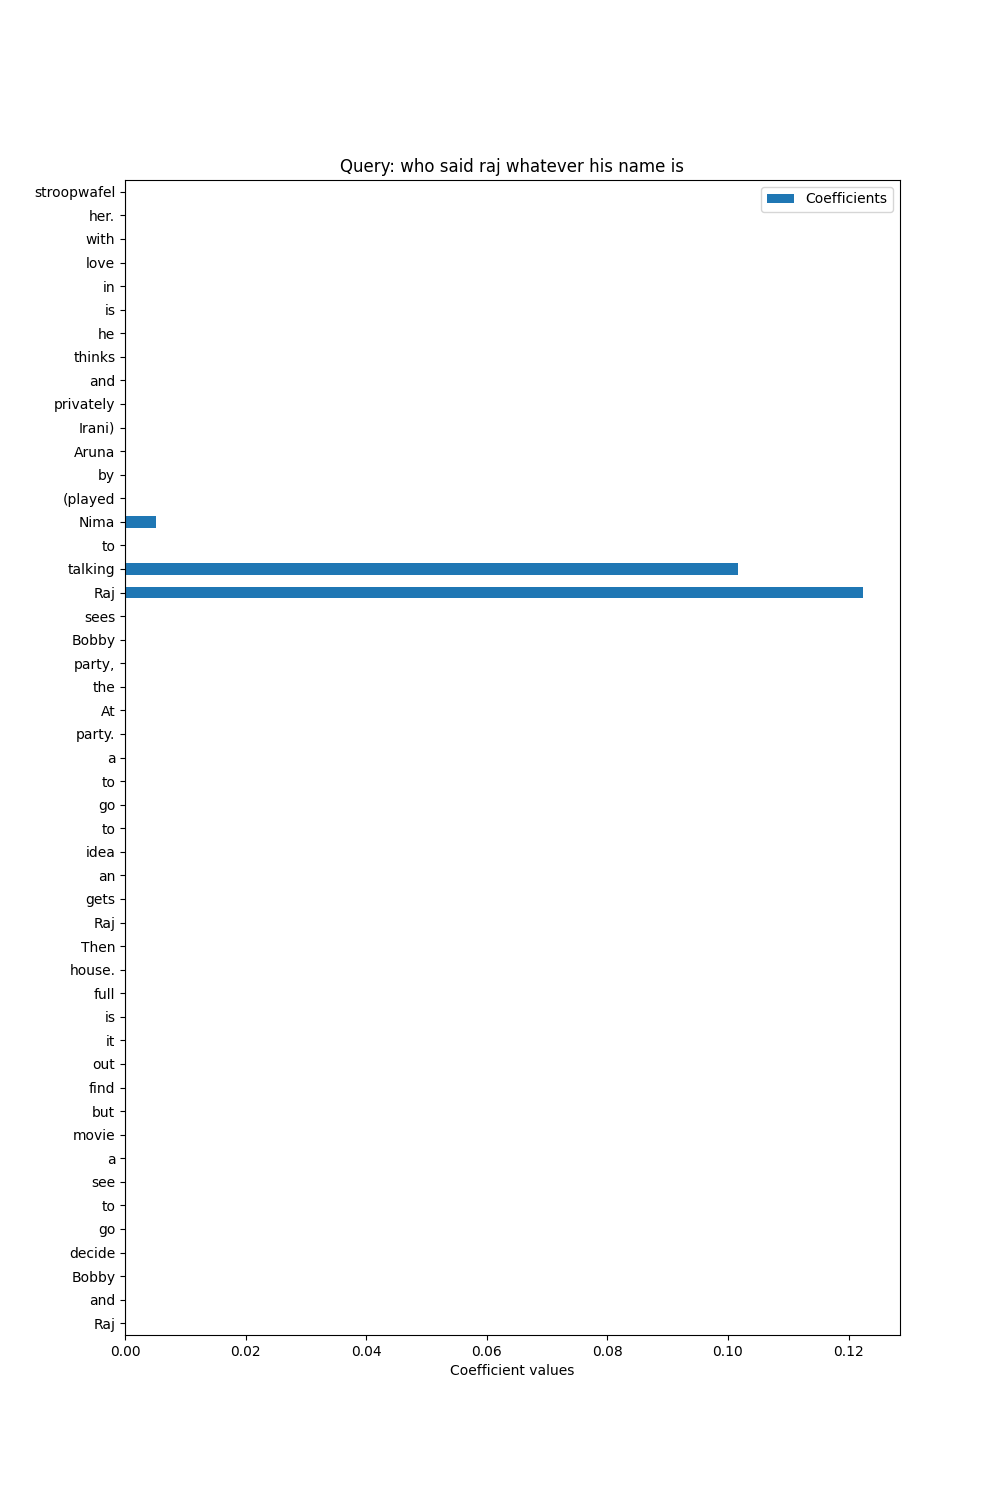 Query: who said raj whatever his name is
Coefficients
stroopwafel
her.
with
love
in
is
he
thinks
and
privately
Irani)
Aruna
by
(played
Nima
to
talking
Raj
sees
Bobby
party,
the
At
party.
a
to
go
to
idea
an
gets
Raj
Then
house.
full
is
it
out
find
but
movie
a
see
to
go
decide
Bobby
and
Raj
0.00 0.02 0.04 0.06 0.08 0.10 0.12
Coefficient values